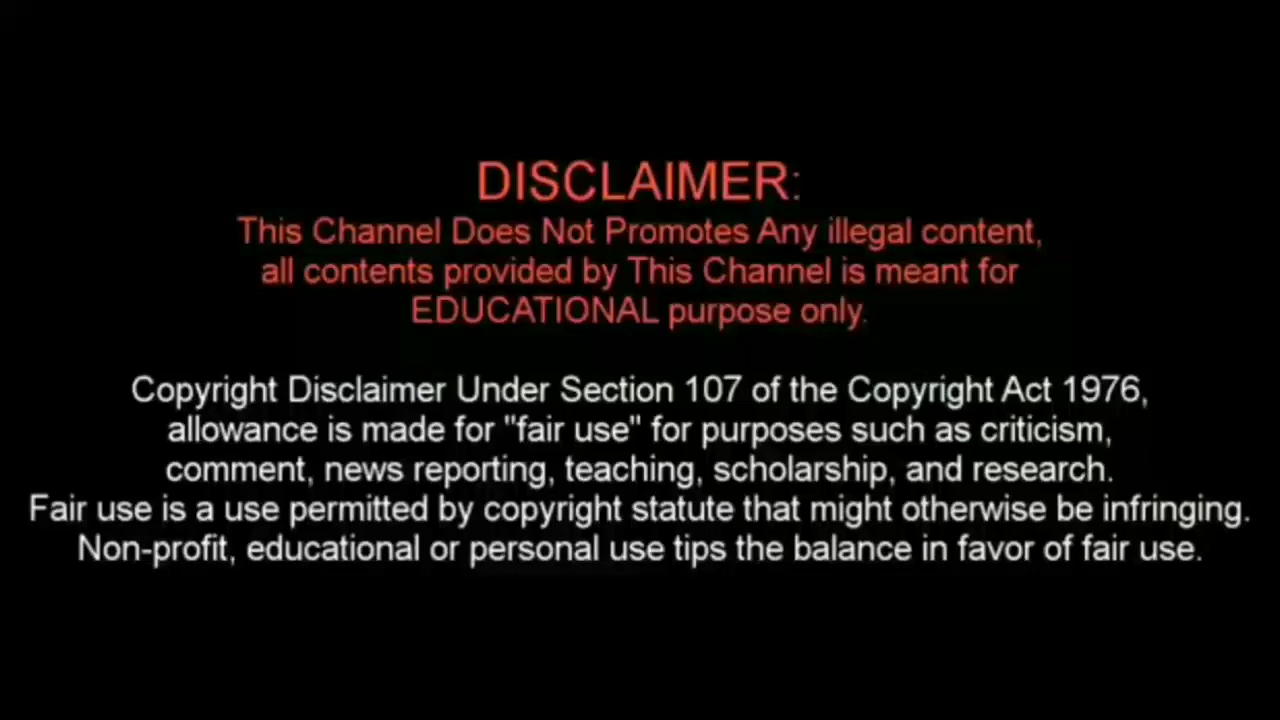 DISCLAIMER:
This Channel Does Not Promotes Any illegal content,
all contents provided by This Channel is meant for
EDUCATIONAL purpose only.
Copyright Disclaimer Under Section 107 of the Copyright Act 1976,
allowance is made for "fair use" for purposes such as criticism,
comment, news reporting, teaching, scholarship, and research.
Fair use is a use permitted by copyright statute that might otherwise be infringing.
Non-profit, educational or personal use tips the balance in favor of fair use.